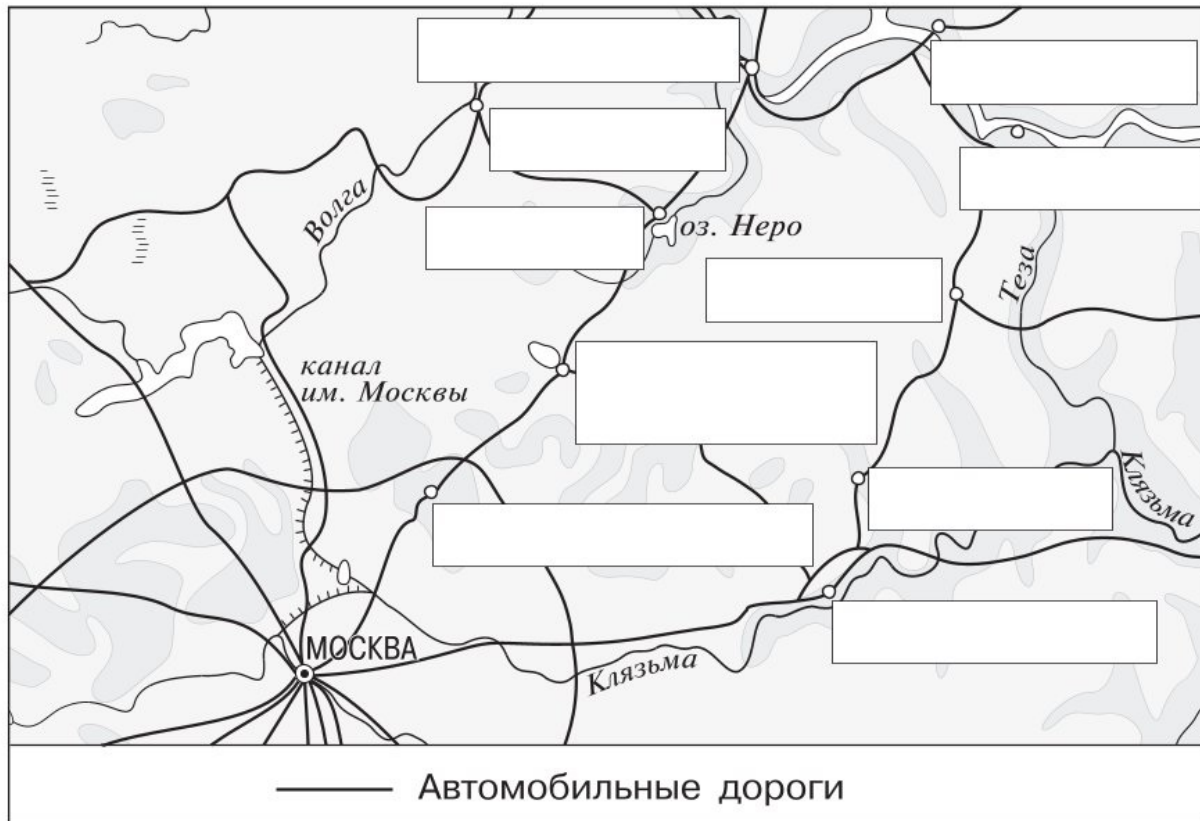 Волга
оз. Неро
Теза
канал
им. Москвы
Клязьма
МОСКВА
Клязьма
Автомобильные дороги